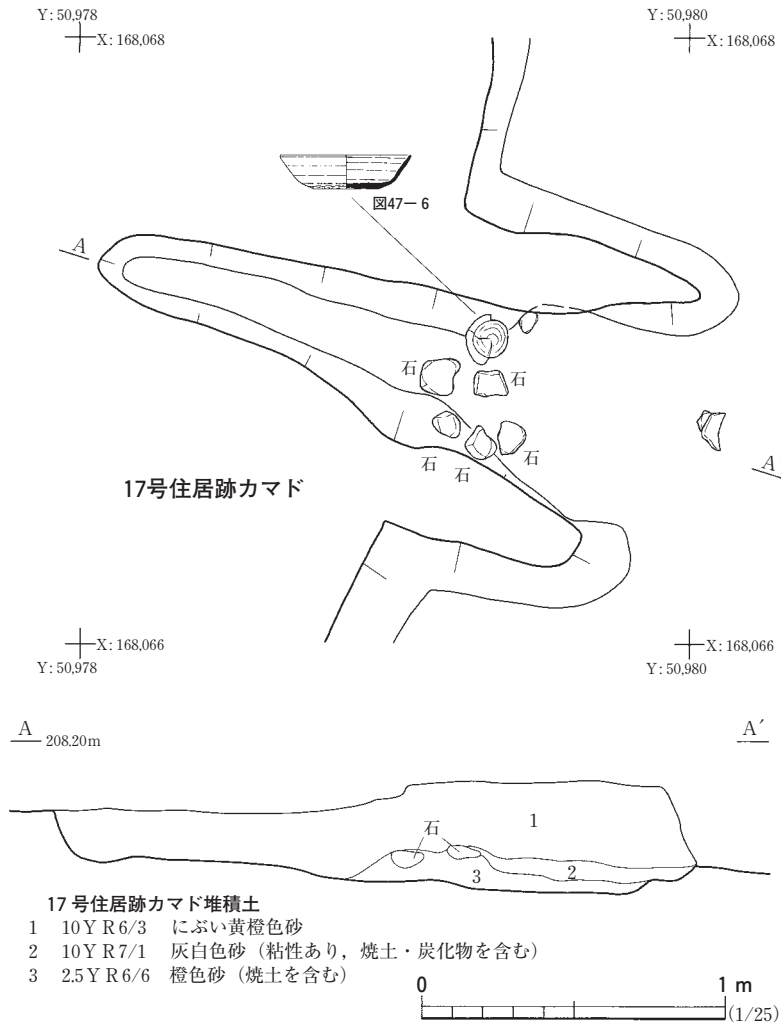 Y: 50,978
X: 168,068
Y: 50,980
X: 168,068
図47－6
A
石
石
石
石
石
A
17号住居跡カマド
X: 168,066
Y: 50,978
X: 168,066
Y: 50,980
A 208.20m
A′
石
1
2
3
17 号住居跡カマド堆積土
1 10ＹＲ6/3 にぶい黄橙色砂
2 10ＹＲ7/1 灰白色砂（粘性あり，焼土・炭化物を含む）
3 2.5ＹＲ6/6 橙色砂（焼土を含む）
0 1 m
(1/25)